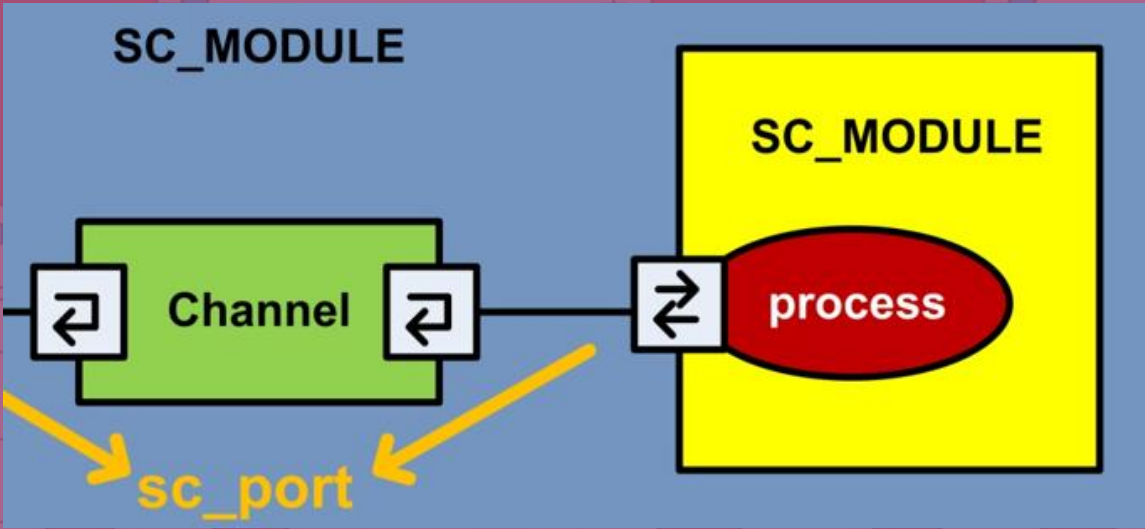 SC_MODULE
SC_MODULE
Channel
process
sc_port